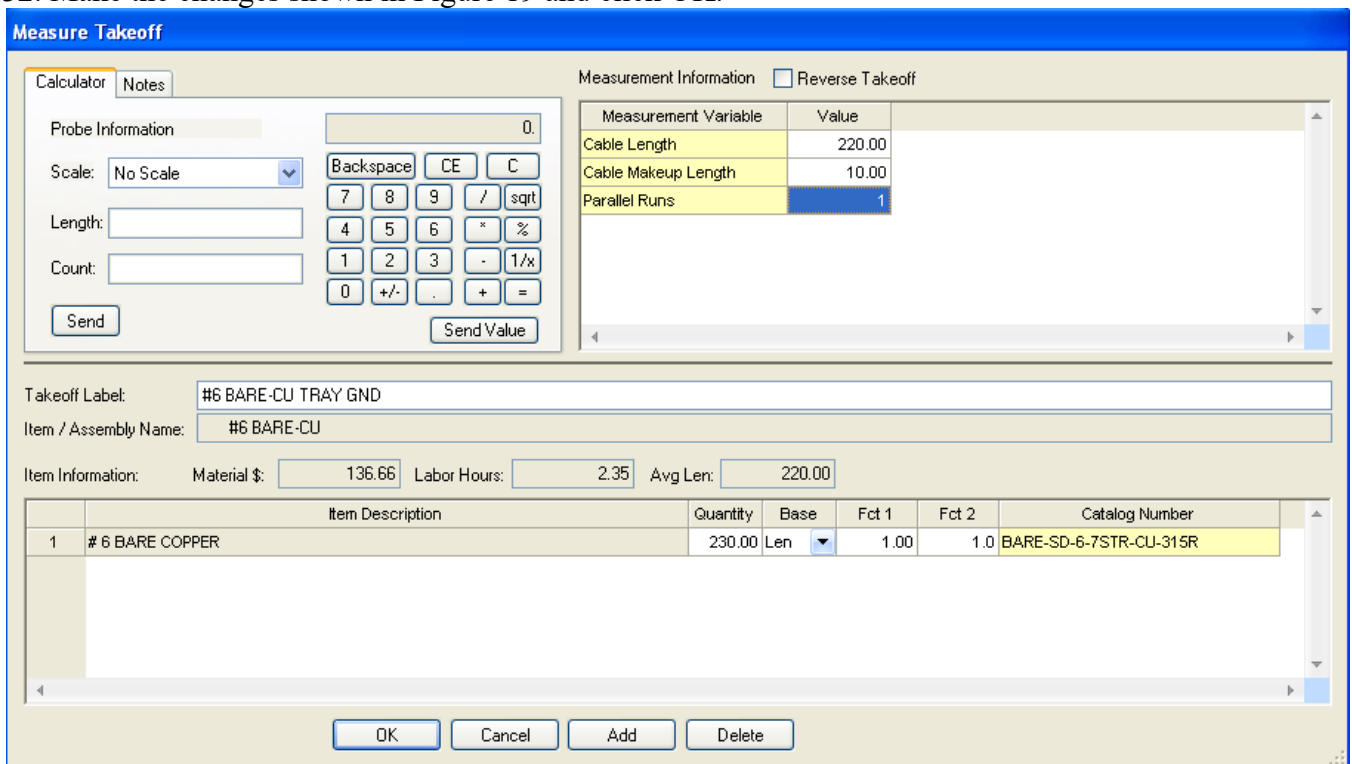 Measure Takeoff
Calculator Notes
Measurement Information Reverse Takeoff
Probe Information
0.
Measurement Variable Value
Cable Length 220.00
Cable Makeup Length 10.00
Parallel Runs 1
Scale: No Scale
Backspace CE C
7 8 9 / sqrt
Length:
4 5 6 * %
Count:
1 2 3 - 1/x
0 +/- . + =
Send
Send Value
Takeoff Label: #6 BARE-CU TRAY GND
Item / Assembly Name: #6 BARE-CU
Item Information: Material $: 136.66 Labor Hours: 2.35 Avg Len: 220.00
Item Description Quantity Base Fct 1 Fct 2 Catalog Number
1 # 6 BARE COPPER 230.00 Len 1.00 1.0 BARE-SD-6-7STR-CU-315R
OK Cancel Add Delete